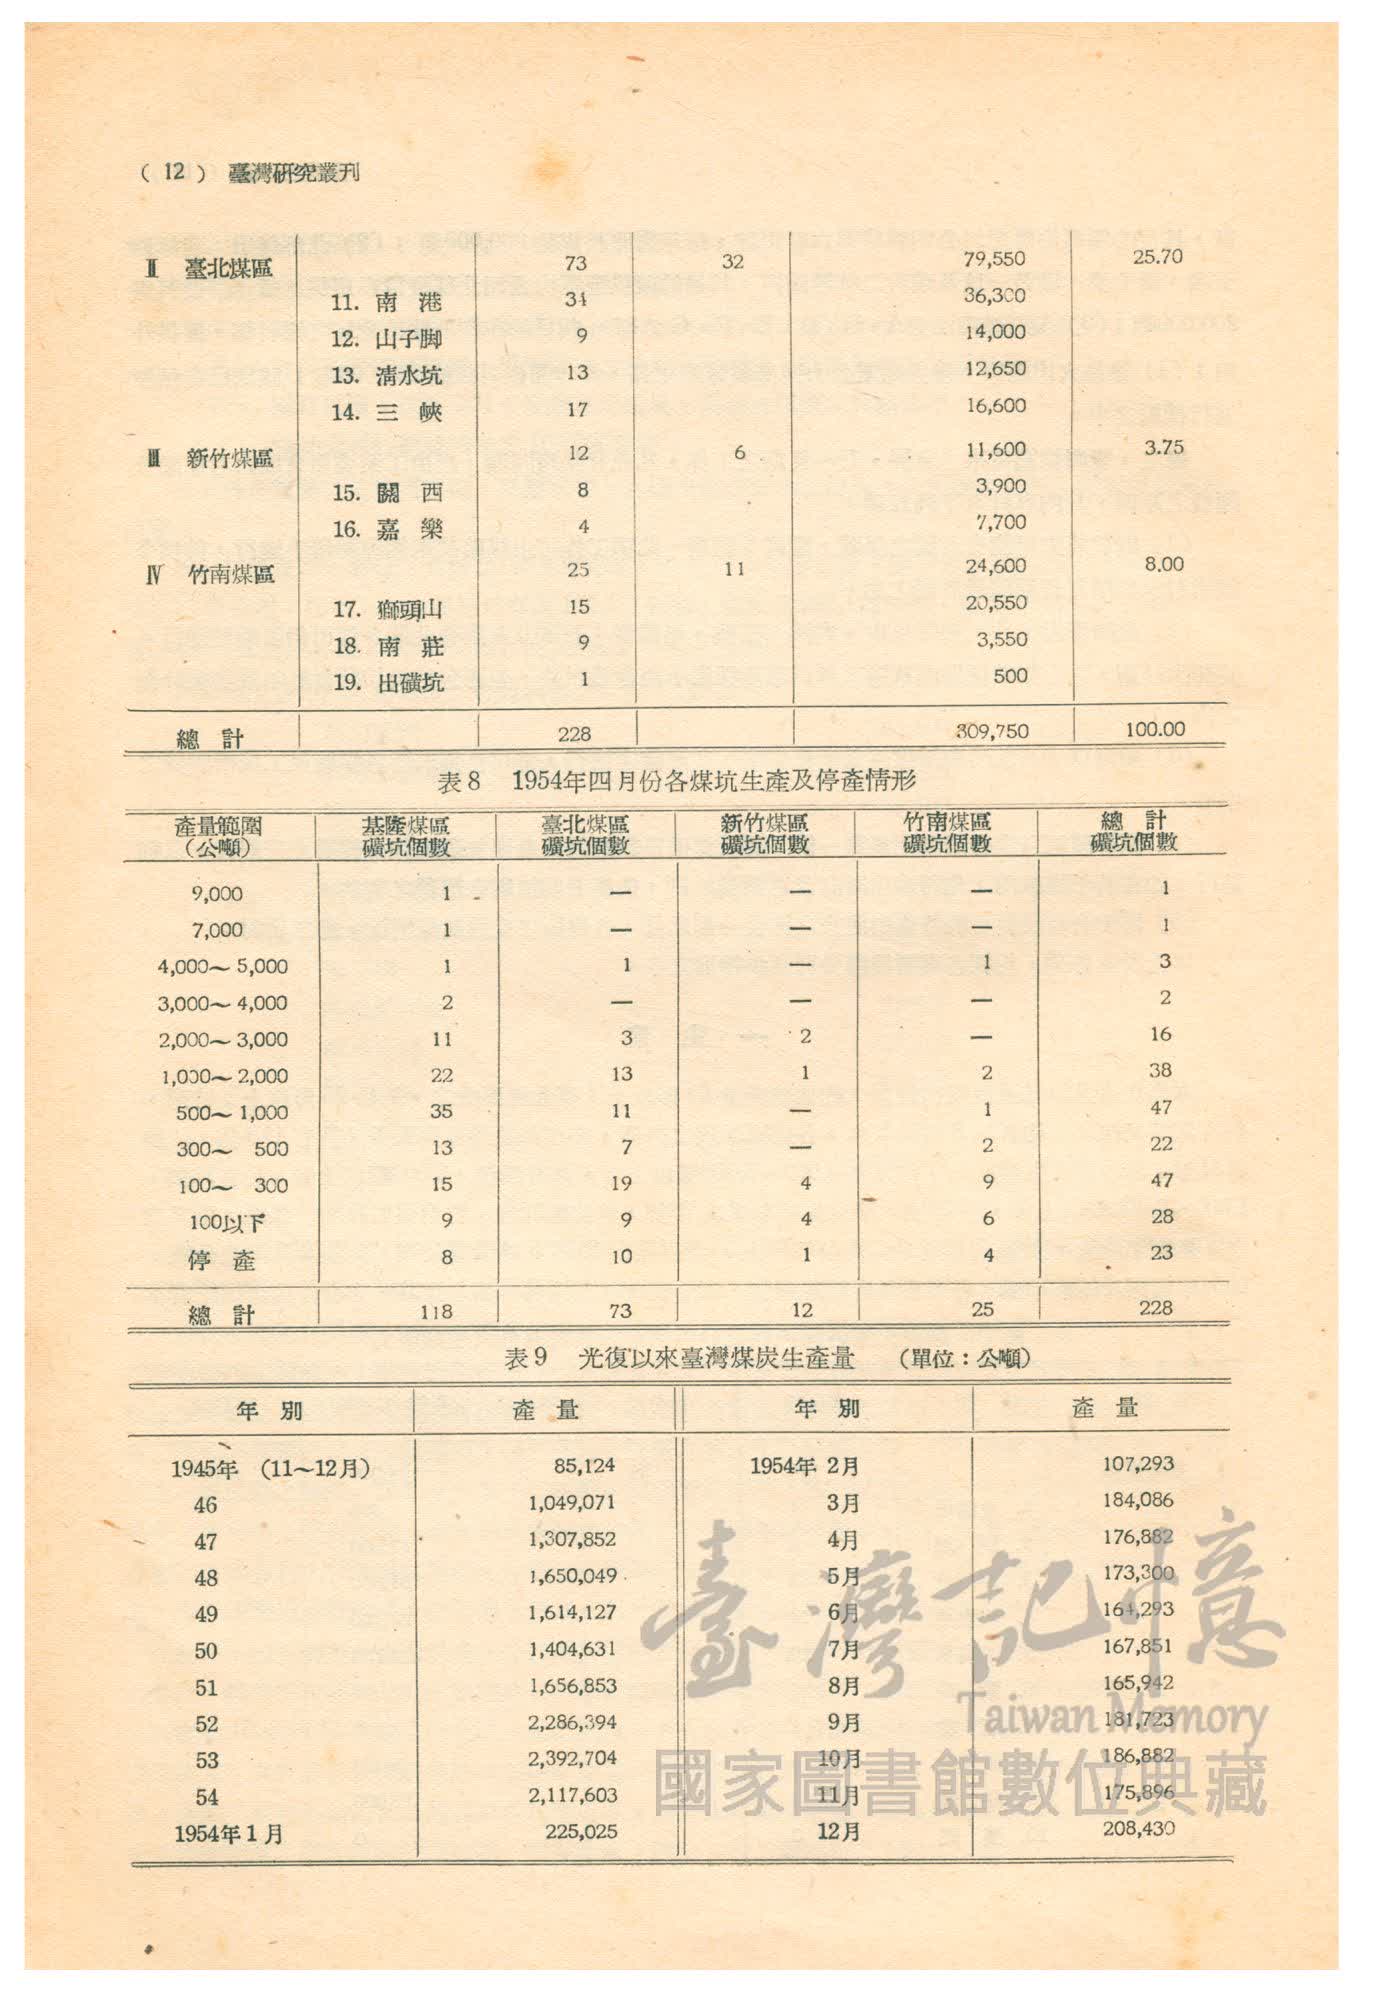 （12） 臺灣研究叢刊
Ⅱ 臺北煤區 73 32 79,550 25.70
11. 南 港 34 36,300
12. 山子脚 9 14,000
13. 淸水坑 13 12,650
14. 三 峽 17 16,600
Ⅲ 新竹煤區 12 6 11,600 3.75
15. 關 西 8 3,900
16. 嘉 樂 4 7,700
Ⅳ 竹南煤區 25 11 24,600 8.00
17. 獅頭山 15 20,550
18. 南 莊 9 3,550
19. 出礦坑 1 500
總 計 228 309,750 100.00
表8 1954年四月份各煤坑生產及停產情形
產量範圍 基隆煤區 臺北煤區 新竹煤區 竹南煤區 總 計
（公噸） 礦坑個數 礦坑個數 礦坑個數 礦坑個數 礦坑個數
9,000 1 — — — 1
7,000 1 — — — 1
4,000～5,000 1 1 — 1 3
3,000～4,000 2 — — — 2
2,000～3,000 11 3 2 — 16
1,000～2,000 22 13 1 2 38
500～1,000 35 11 — 1 47
300～ 500 13 7 — 2 22
100～ 300 15 19 4 9 47
100以下 9 9 4 6 28
停 產 8 10 1 4 23
總 計 118 73 12 25 228
表9 光復以來臺灣煤炭生產量 （單位：公噸）
年 別 產 量 年 別 產 量
1945年 （11～12月） 85,124 1954年 2月 107,293
46 1,049,071 3月 184,086
47 1,307,852 4月 176,882
48 1,650,049 5月 173,300
49 1,614,127 6月 164,293
50 1,404,631 7月 167,851
51 1,656,853 8月 165,942
52 2,286,394 9月 181,723
53 2,392,704 10月 186,882
54 2,117,603 11月 175,896
1954年1月 225,025 12月 208,430
臺灣記憶
Taiwan Memory
國家圖書館數位典藏